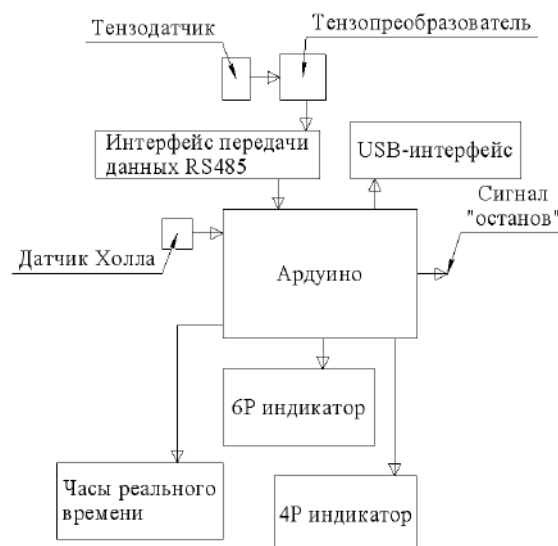 Тензодатчик
Тензопреобразователь
Интерфейс передачи
данных RS485
USB-интерфейс
Сигнал
"останов"
Датчик Холла
Ардуино
6Р индикатор
Часы реального
времени
4Р индикатор